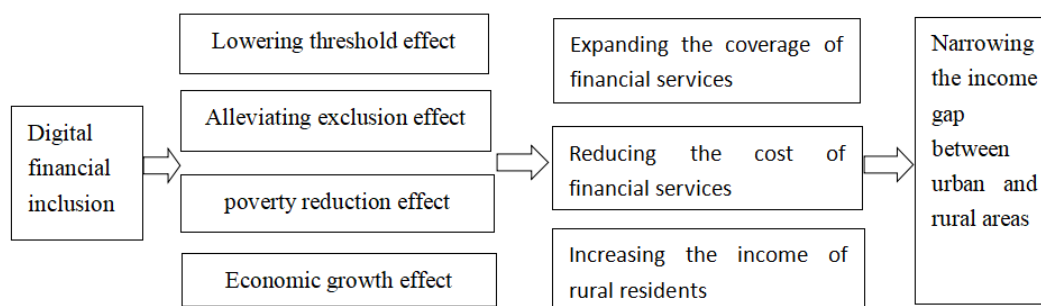 Digital
financial
inclusion
Lowering threshold effect
Alleviating exclusion effect
poverty reduction effect
Economic growth effect
Expanding the coverage of
financial services
Reducing the cost of
financial services
Increasing the income of
rural residents
Narrowing
the income
gap
between
urban and
rural areas